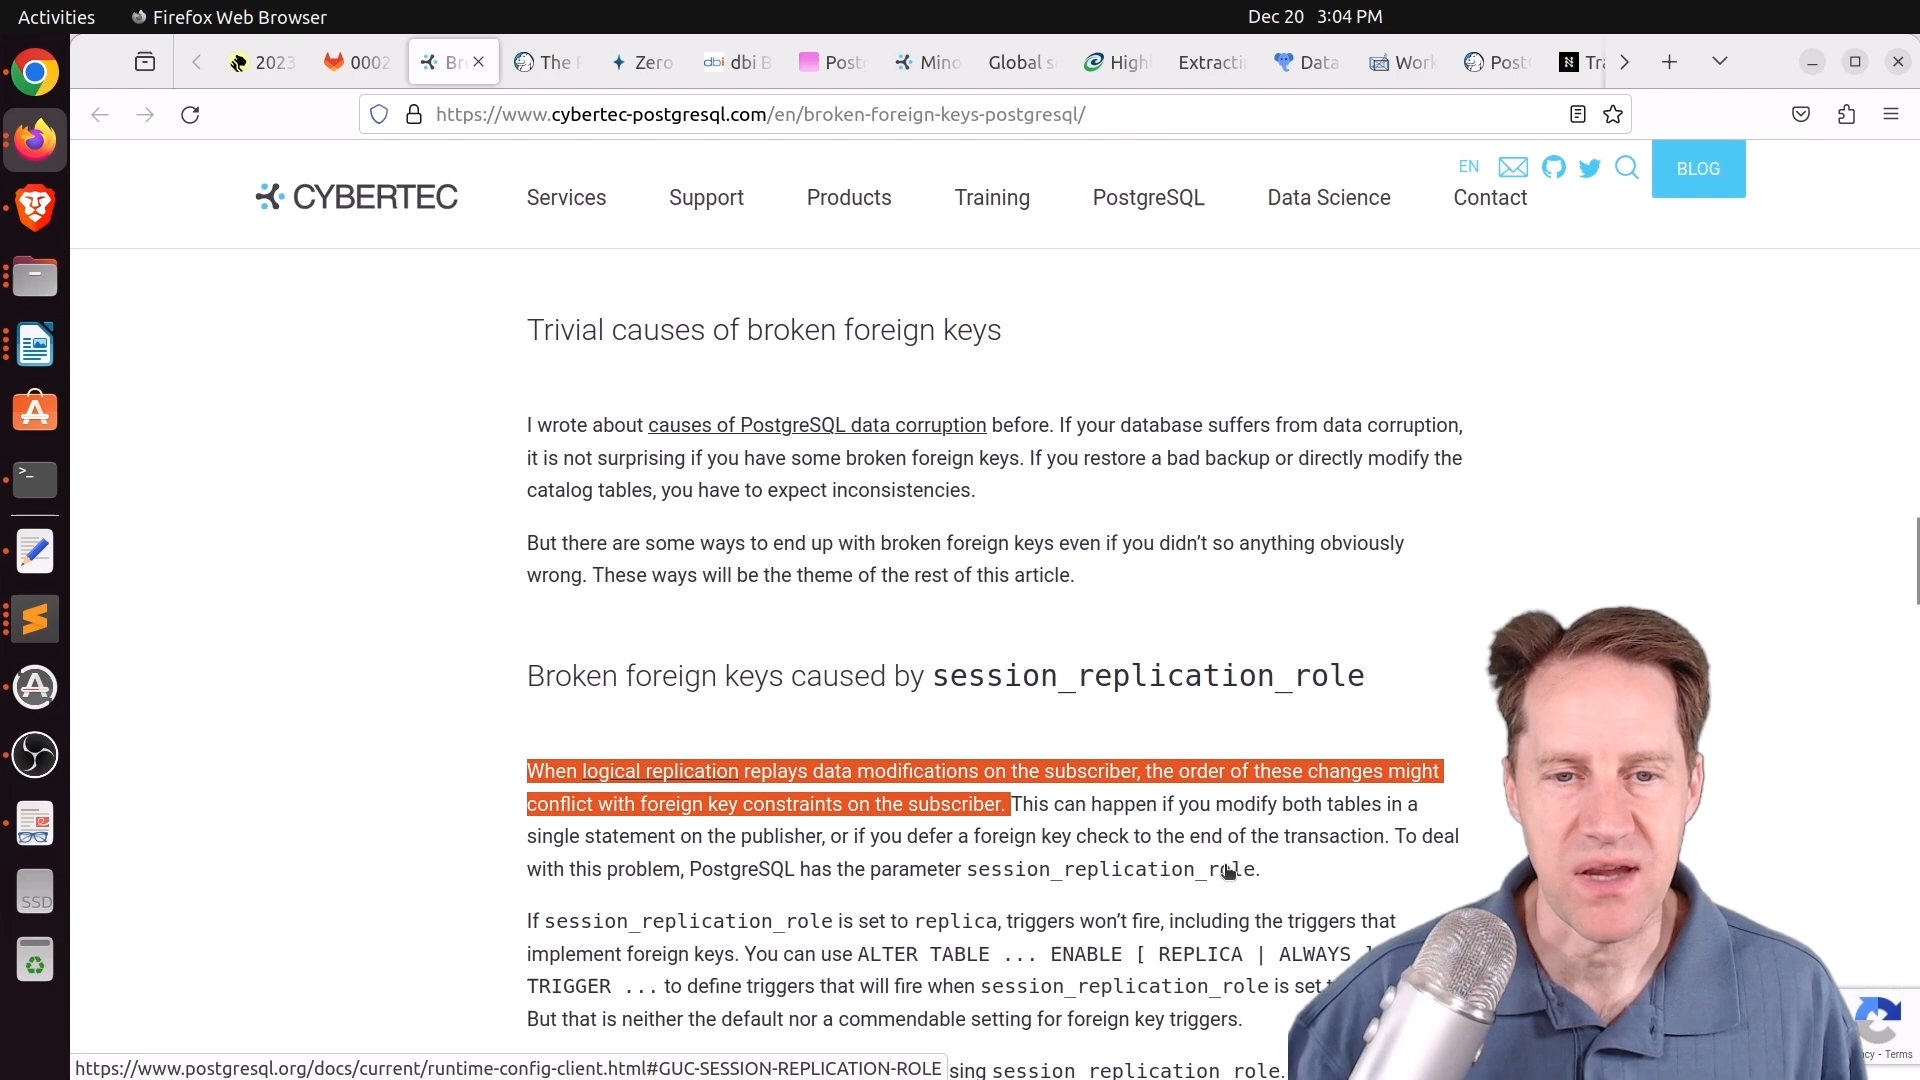 Activities
Firefox Web Browser
Dec 20 3:04 PM
2023
0002
Br
The
Zero
dbi dbi B
Post
Mino
Global s
High
Extracti
Data
Work
Post
Tra
https://www.cybertec-postgresql.com/en/broken-foreign-keys-postgresql/
EN
BLOG
CYBERTEC
Services
Support
Products
Training
PostgreSQL
Data Science
Contact
Trivial causes of broken foreign keys
I wrote about causes of PostgreSQL data corruption before. If your database suffers from data corruption,
it is not surprising if you have some broken foreign keys. If you restore a bad backup or directly modify the
catalog tables, you have to expect inconsistencies.
But there are some ways to end up with broken foreign keys even if you didn’t so anything obviously
wrong. These ways will be the theme of the rest of this article.
Broken foreign keys caused by session_replication_role
When logical replication replays data modifications on the subscriber, the order of these changes might
conflict with foreign key constraints on the subscriber. This can happen if you modify both tables in a
single statement on the publisher, or if you defer a foreign key check to the end of the transaction. To deal
with this problem, PostgreSQL has the parameter session_replication_role.
If session_replication_role is set to replica, triggers won’t fire, including the triggers that
implement foreign keys. You can use ALTER TABLE ... ENABLE [ REPLICA | ALWAYS ]
TRIGGER ... to define triggers that will fire when session_replication_role is set
But that is neither the default nor a commendable setting for foreign key triggers.
sing session_replication_role.
https://www.postgresql.org/docs/current/runtime-config-client.html#GUC-SESSION-REPLICATION-ROLE
SSD
cy - Terms